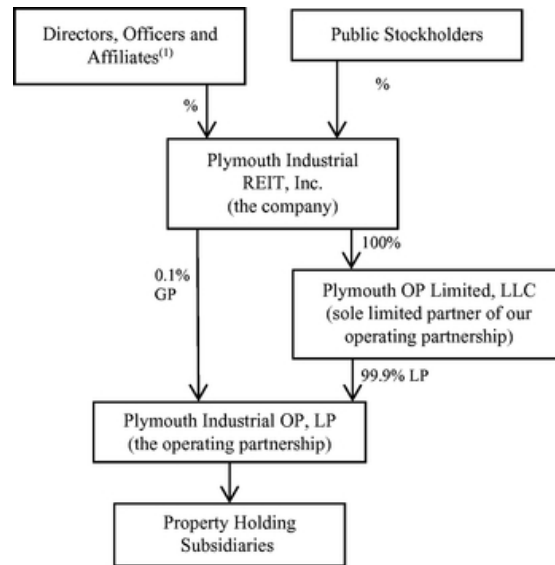 Directors, Officers and
Affiliates(1)
Public Stockholders
%
%
Plymouth Industrial
REIT, Inc.
(the company)
100%
0.1%
GP
Plymouth OP Limited, LLC
(sole limited partner of our
operating partnership)
99.9% LP
Plymouth Industrial OP, LP
(the operating partnership)
Property Holding
Subsidiaries